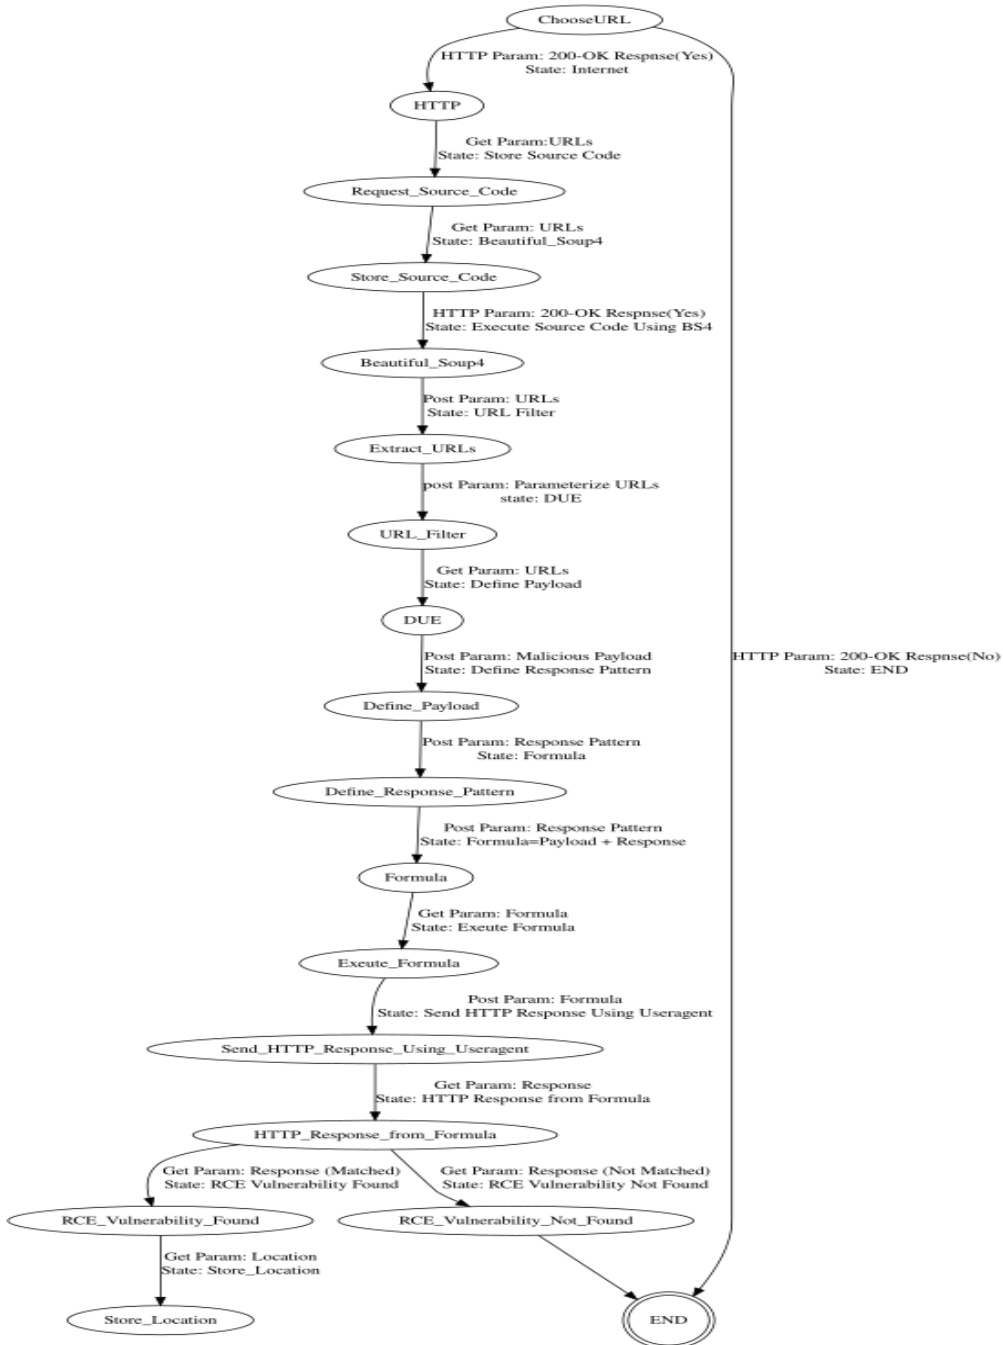 ChooseURL
HTTP Param: 200-OK Respnse(Yes)
State: Internet
HTTP
Get Param:URLs
State: Store Source Code
Request_Source_Code
Get Param: URLs
State: Beautiful_Soup4
Store_Source_Code
HTTP Param: 200-OK Respnse(Yes)
State: Execute Source Code Using BS4
Beautiful_Soup4
Post Param: URLs
State: URL Filter
Extract_URLs
post Param: Parameterize URLs
state: DUE
URL_Filter
Get Param: URLs
State: Define Payload
DUE
Post Param: Malicious Payload
State: Define Response Pattern
HTTP Param: 200-OK Respnse(No)
State: END
Define_Payload
Post Param: Response Pattern
State: Formula
Define_Response_Pattern
Post Param: Response Pattern
State: Formula=Payload + Response
Formula
Get Param: Formula
State: Exeute Formula
Exeute_Formula
Post Param: Formula
State: Send HTTP Response Using Useragent
Send_HTTP_Response_Using_Useragent
Get Param: Response
State: HTTP Response from Formula
HTTP_Response_from_Formula
Get Param: Response (Matched)
State: RCE Vulnerability Found
Get Param: Response (Not Matched)
State: RCE Vulnerability Not Found
RCE_Vulnerability_Found
RCE_Vulnerability_Not_Found
Get Param: Location
State: Store_Location
Store_Location
END